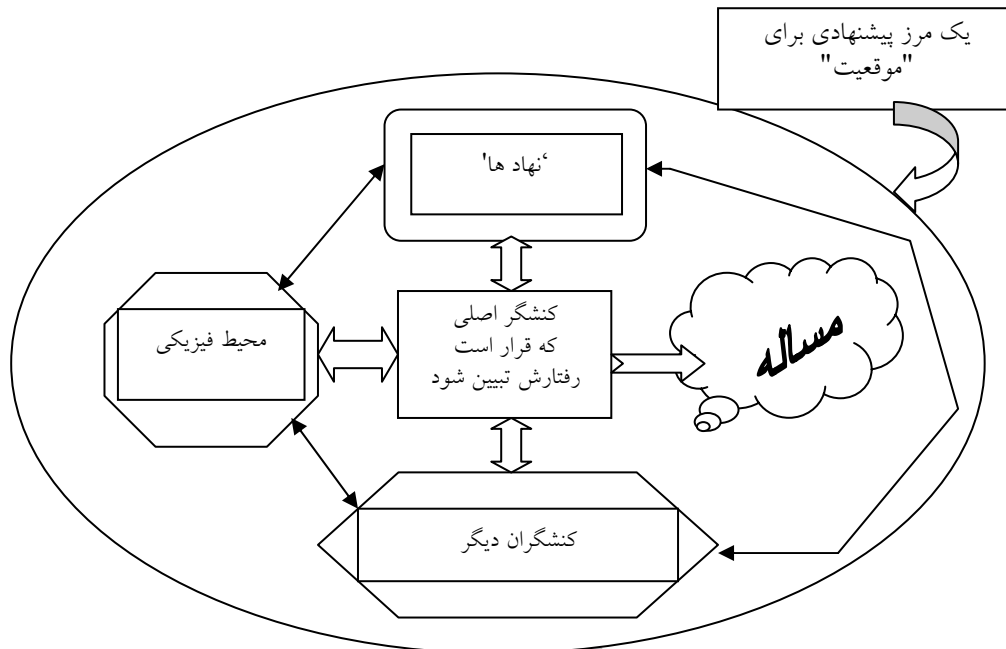 یک مرز پیشنهادی برای
"موقعیت"
‘نهاد ها'
کنشگر اصلی
که قرار است
رفتارش تبیین شود
مساله
محیط فیزیکی
کنشگران دیگر